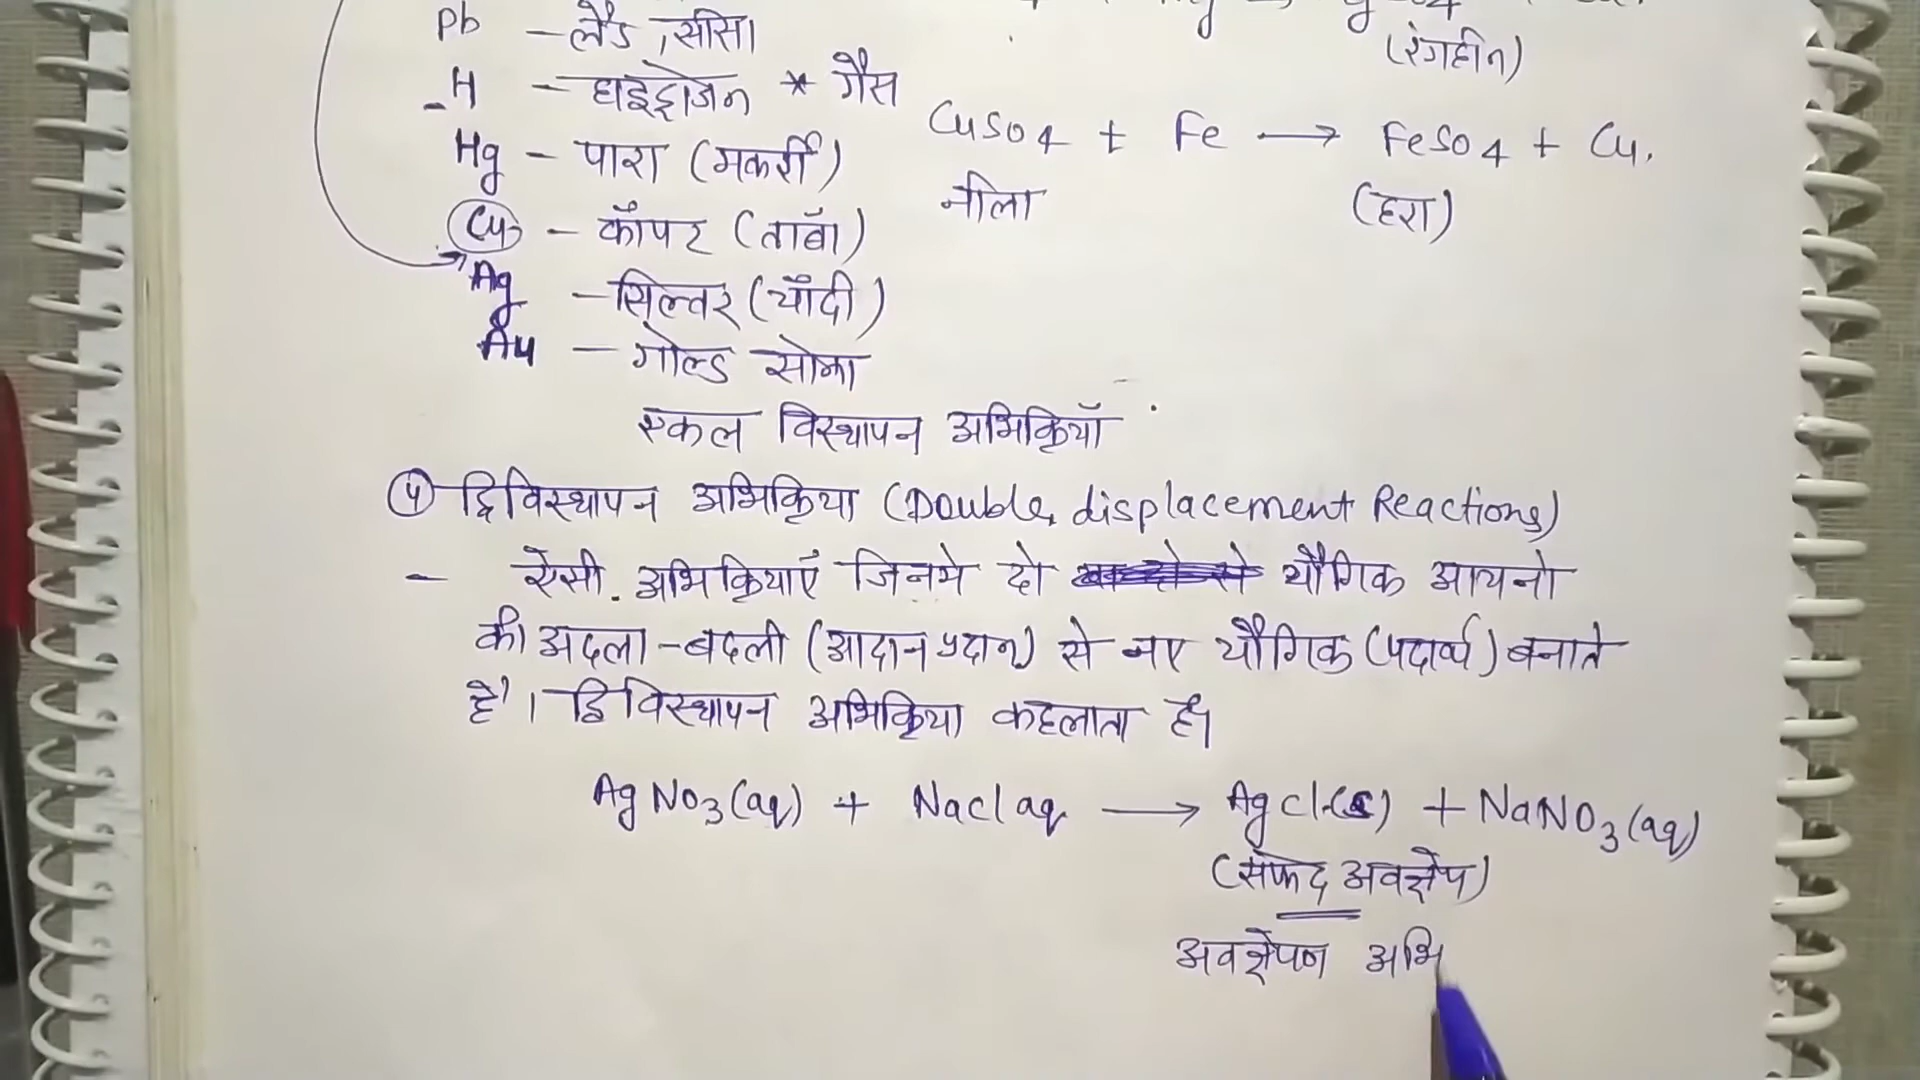 Pb – लैड, सीसा
(रंगहीन)
H – हाइड्रोजन * गैस
CuSO4 + Fe → FeSO4 + Cu.
Hg – पारा (मर्करी)
नीला (हरा)
Cu – कॉपर (ताँबा)
Ag – सिल्वर (चाँदी)
Au – गोल्ड सोना
एकल विस्थापन अभिक्रियाँ
④ द्विविस्थापन अभिक्रिया (Double displacement Reactions)
– ऐसी अभिक्रियाएँ जिनमे दो यौगिक आयनो
की अदला-बदली (आदान प्रदान) से नए यौगिक (पदार्थ) बनाते
है। द्विविस्थापन अभिक्रिया कहलाता है।
AgNO3(aq) + NaCl aq → AgCl(s) + NaNO3(aq)
(सफेद अवक्षेप)
अवक्षेपण अभि